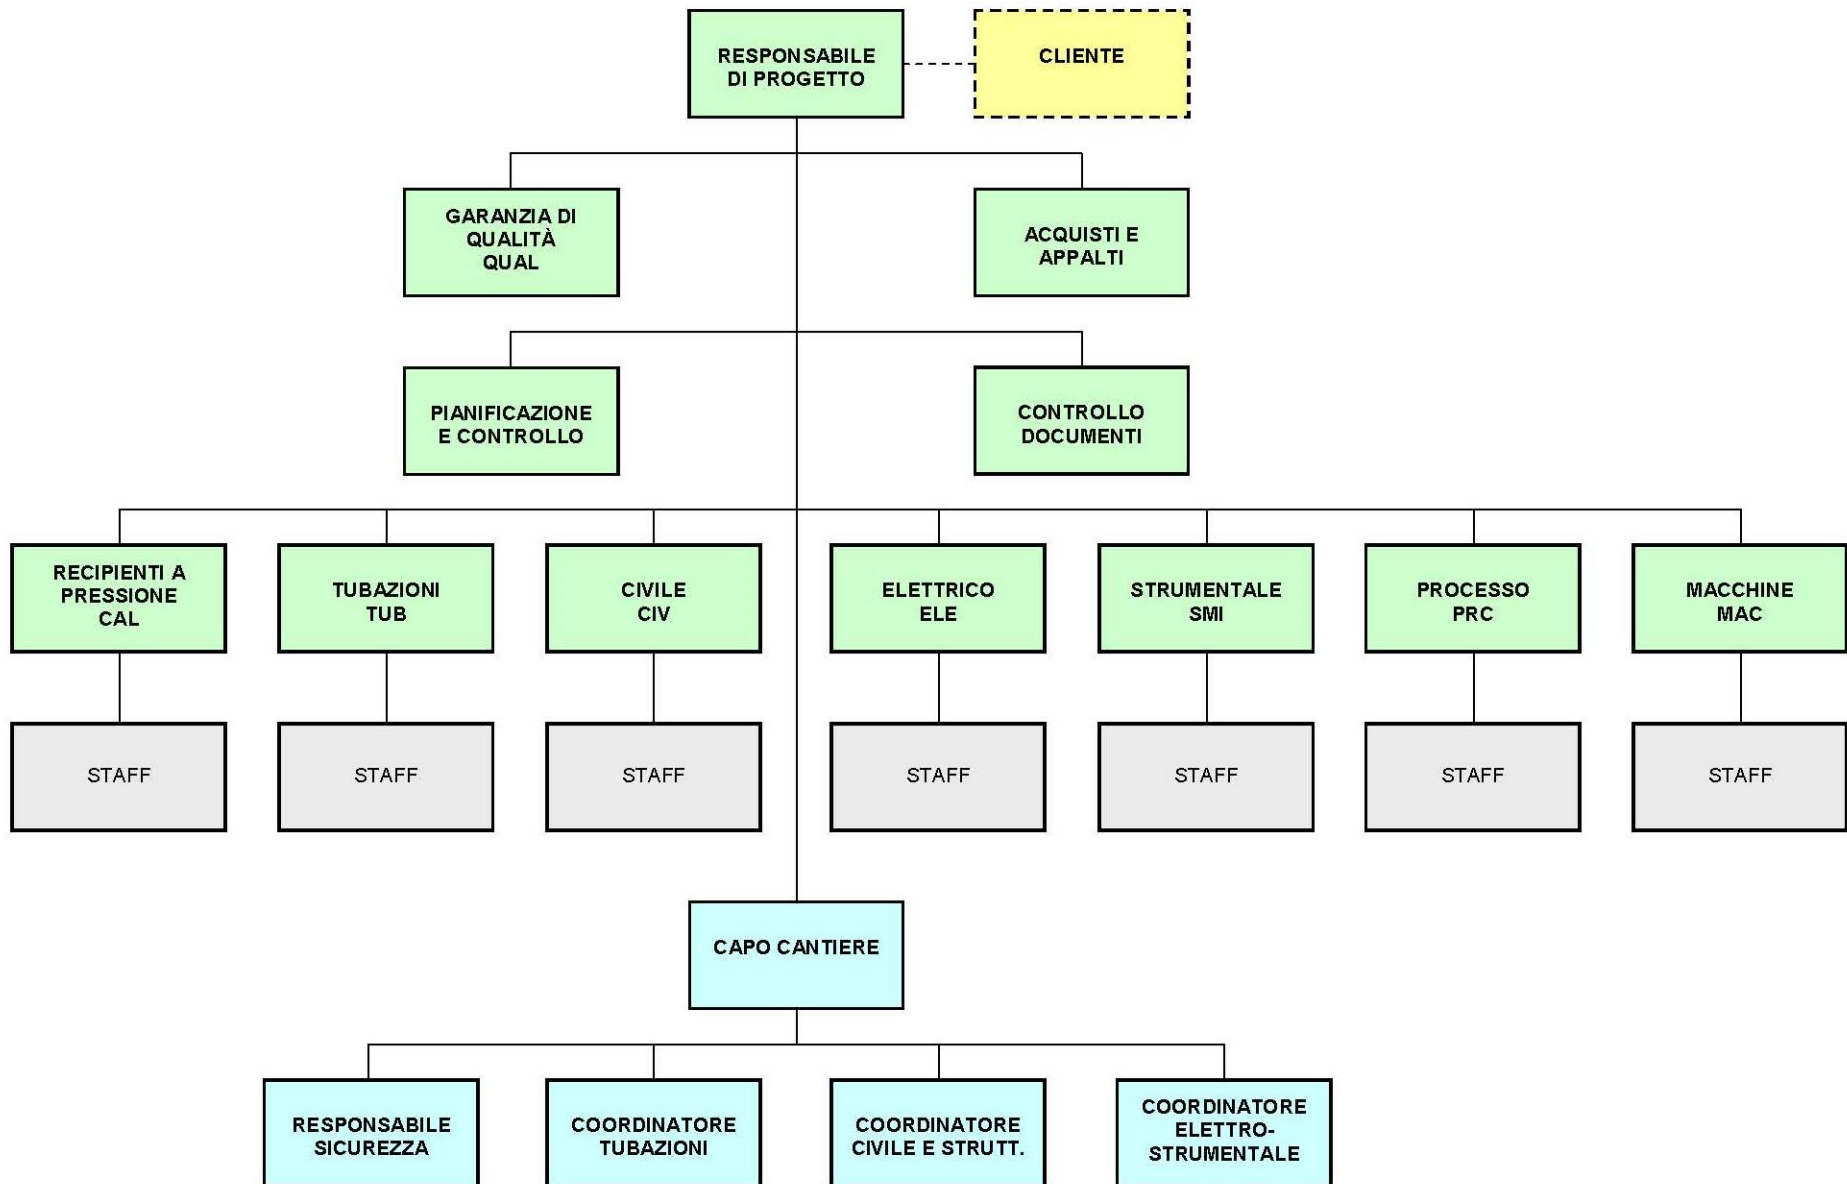 RESPONSABILE
DI PROGETTO
CLIENTE
GARANZIA DI
QUALITÀ
QUAL
ACQUISTI E
APPALTI
PIANIFICAZIONE
E CONTROLLO
CONTROLLO
DOCUMENTI
RECIPIENTI A
PRESSIONE
CAL
TUBAZIONI
TUB
CIVILE
CIV
ELETTRICO
ELE
STRUMENTALE
SMI
PROCESSO
PRC
MACCHINE
MAC
STAFF
STAFF
STAFF
STAFF
STAFF
STAFF
STAFF
CAPO CANTIERE
RESPONSABILE
SICUREZZA
COORDINATORE
TUBAZIONI
COORDINATORE
CIVILE E STRUTT.
COORDINATORE
ELETTRO-
STRUMENTALE